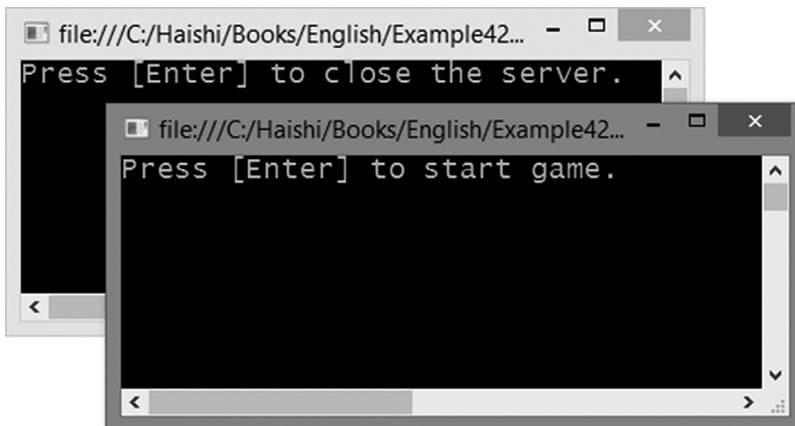 file:///C:/Haishi/Books/English/Example42...
Press [Enter] to close the server.
file:///C:/Haishi/Books/English/Example42...
Press [Enter] to start game.